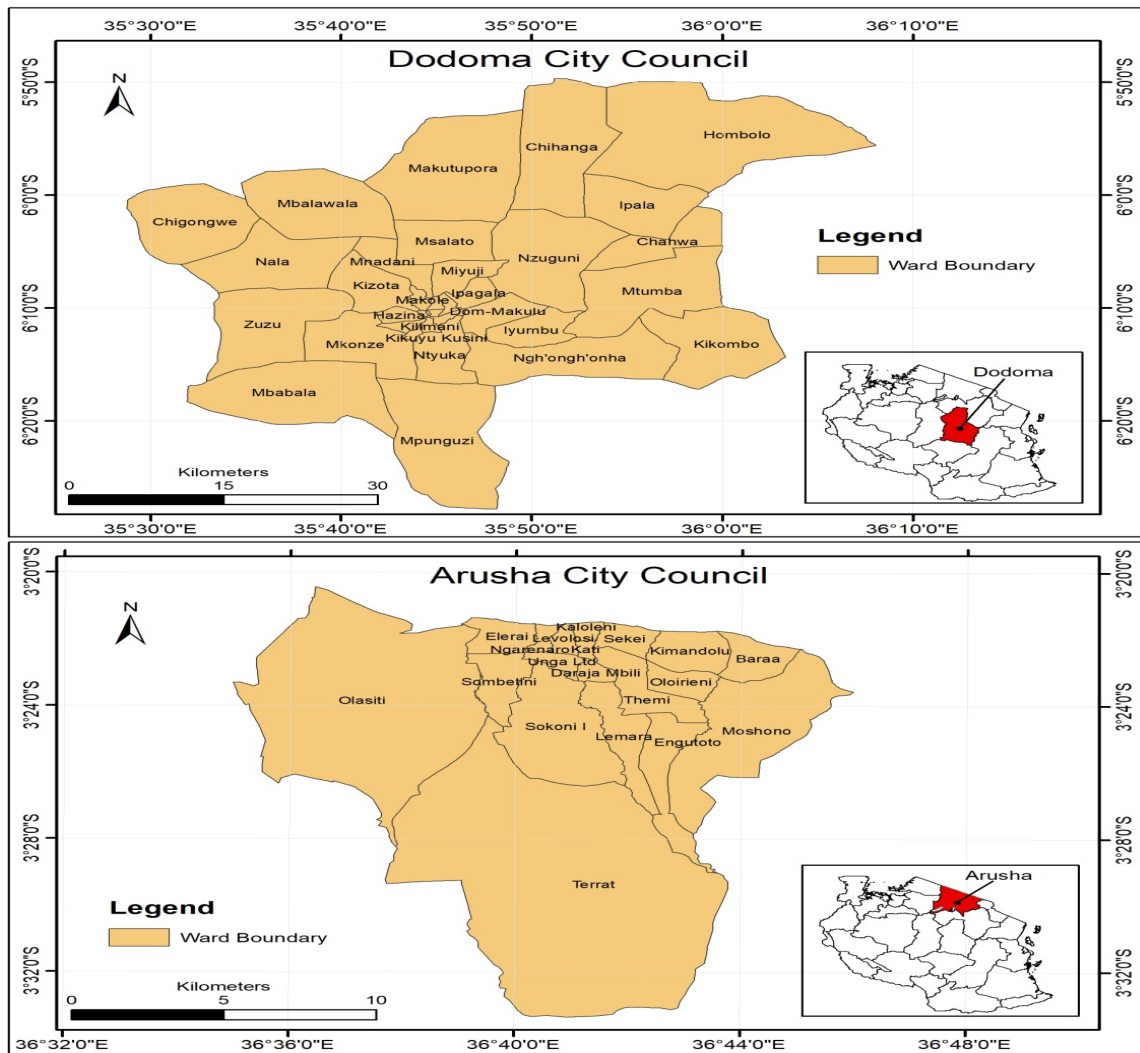 35°30'0"E 35°40'0"E 35°50'0"E 36°0'0"E 36°10'0"E
Dodoma City Council
N
5°50'0"S 5°50'0"S
Hombolo
Chihanga
Makutupora
6°0'0"S 6°0'0"S
Mbalawala Ipala
Chigongwe
Legend
Msalato Chahwa
Nala Mnadani Nzuguni Ward Boundary
Miyuji
Kizota Ipagala Mtumba
Makole
6°10'0"S 6°10'0"S
Hazina Dom-Makulu
Zuzu Kilimani Iyumbu
Mkonze Kikuyu Kusini Kikombo
Ntyuka Ngh'ongh'onha
Dodoma
Mbabala
6°20'0"S 6°20'0"S
Mpunguzi
Kilometers
0 15 30
35°30'0"E 35°40'0"E 35°50'0"E 36°0'0"E 36°10'0"E
3°20'0"S 3°20'0"S
Arusha City Council
N
Kaloleni
Elerai Levolosi Sekei
Ngarenaro Kati Kimandolu Baraa
Unga Ltd
Sombetini Daraja Mbili Oloirieni
3°24'0"S 3°24'0"S
Olasiti Themi
Sokoni I Lemara Engutoto Moshono
3°28'0"S 3°28'0"S
Arusha
Terrat
Legend
Ward Boundary
3°32'0"S 3°32'0"S
Kilometers
0 5 10
36°32'0"E 36°36'0"E 36°40'0"E 36°44'0"E 36°48'0"E